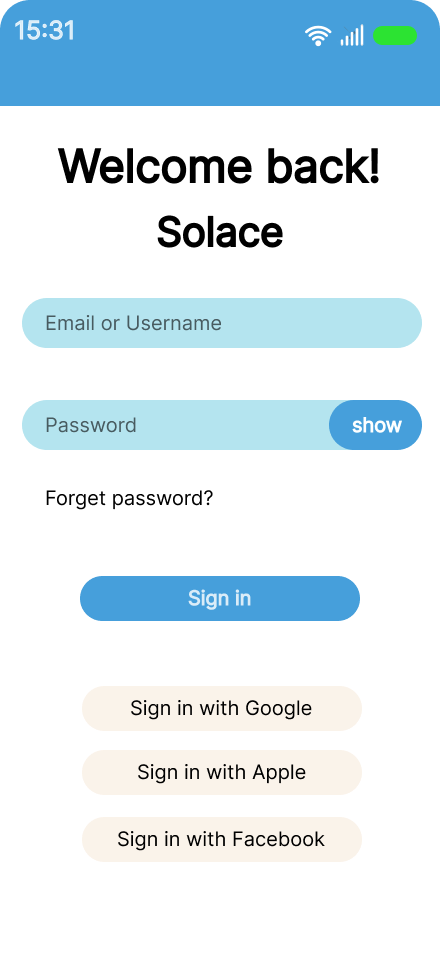 15:31
Welcome back!
Solace
Email or Username
Password
show
Forget password?
Sign in
Sign in with Google
Sign in with Apple
Sign in with Facebook